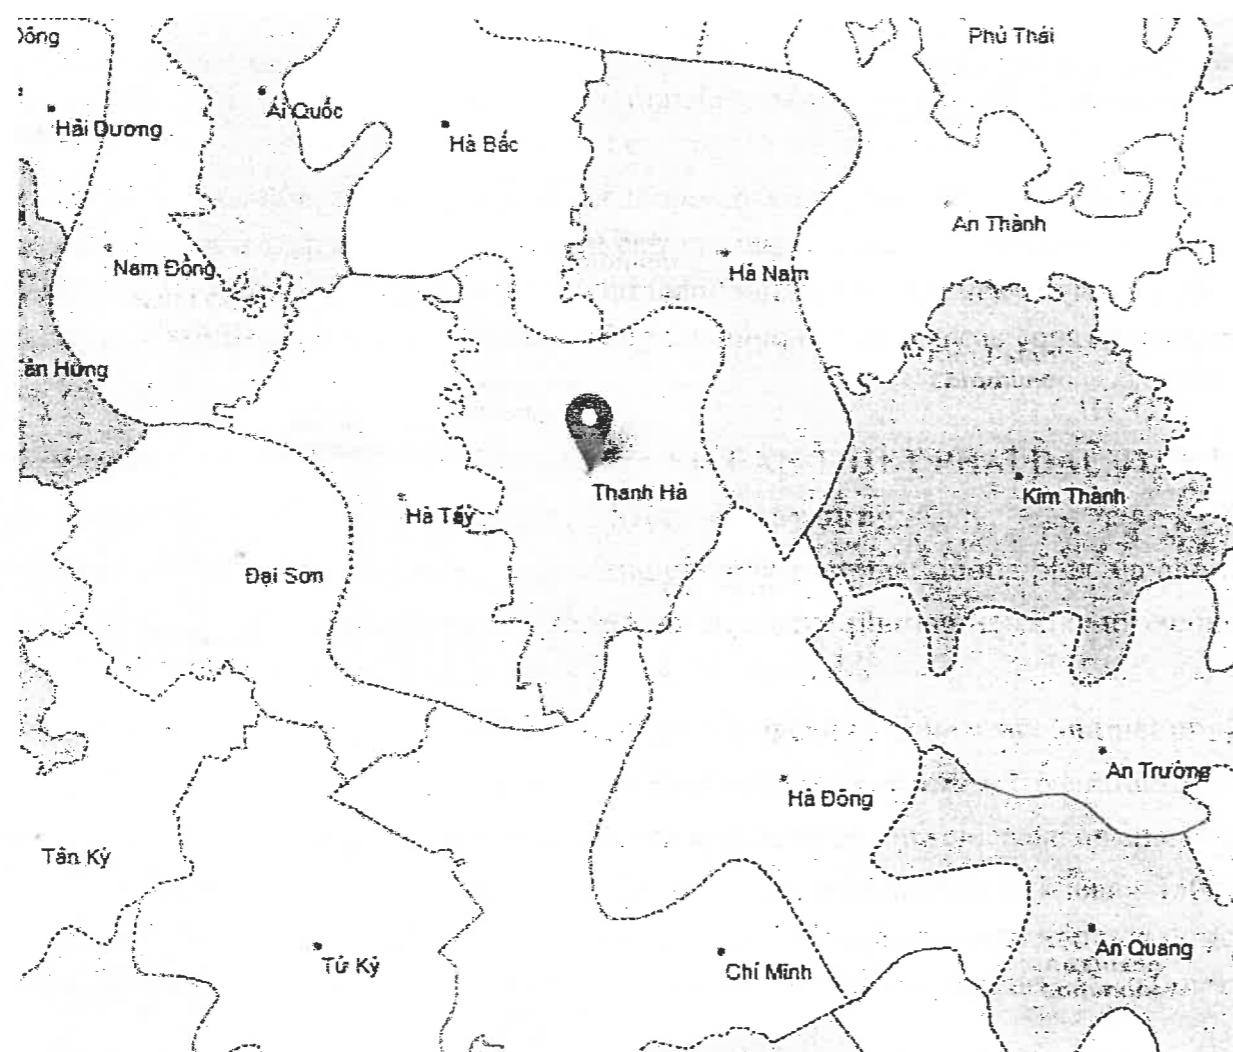 Phú Thái
Ái Quốc
Hải Dương
Hà Bắc
An Thành
Nam Đồng
Hà Nam
Thanh Hà
Kim Thành
Hà Tây
Đại Sơn
An Trường
Hà Đông
Tân Kỳ
An Quang
Tứ Kỳ
Chí Minh